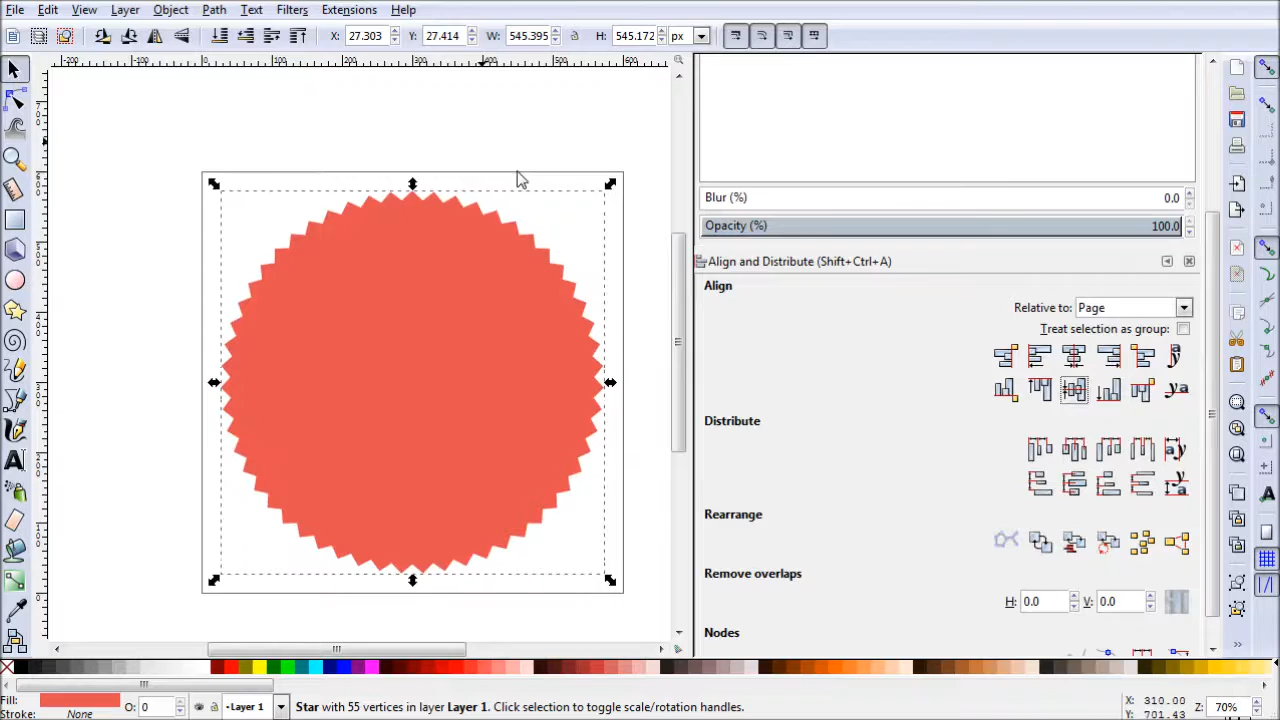 File Edit View Layer Object Path Text Filters Extensions Help
X: 27.303 Y: 27.414 W: 545.395 H: 545.172 px
Blur (%) 0.0
Opacity (%) 100.0
Align and Distribute (Shift+Ctrl+A)
Align
Relative to: Page
Treat selection as group:
Distribute
Rearrange
Remove overlaps
H: 0.0 V: 0.0
Nodes
Fill:
Stroke: None
O: 0
Layer 1
Star with 55 vertices in layer Layer 1. Click selection to toggle scale/rotation handles.
X: 310.00
Y: 701.43
Z: 70%